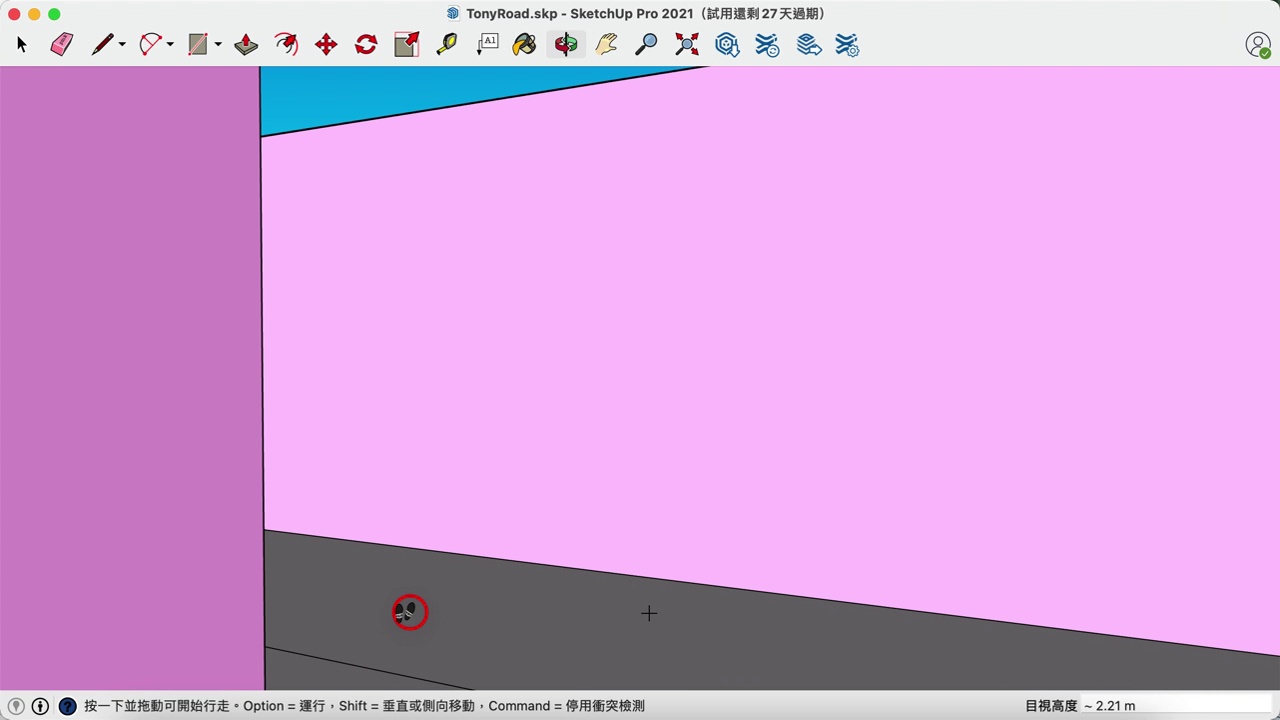 TonyRoad.skp - SketchUp Pro 2021（試用還剩 27 天過期）
A1
按一下並拖動可開始行走。Option = 運行，Shift = 垂直或側向移動，Command = 停用衝突檢測
目視高度 ~ 2.21 m